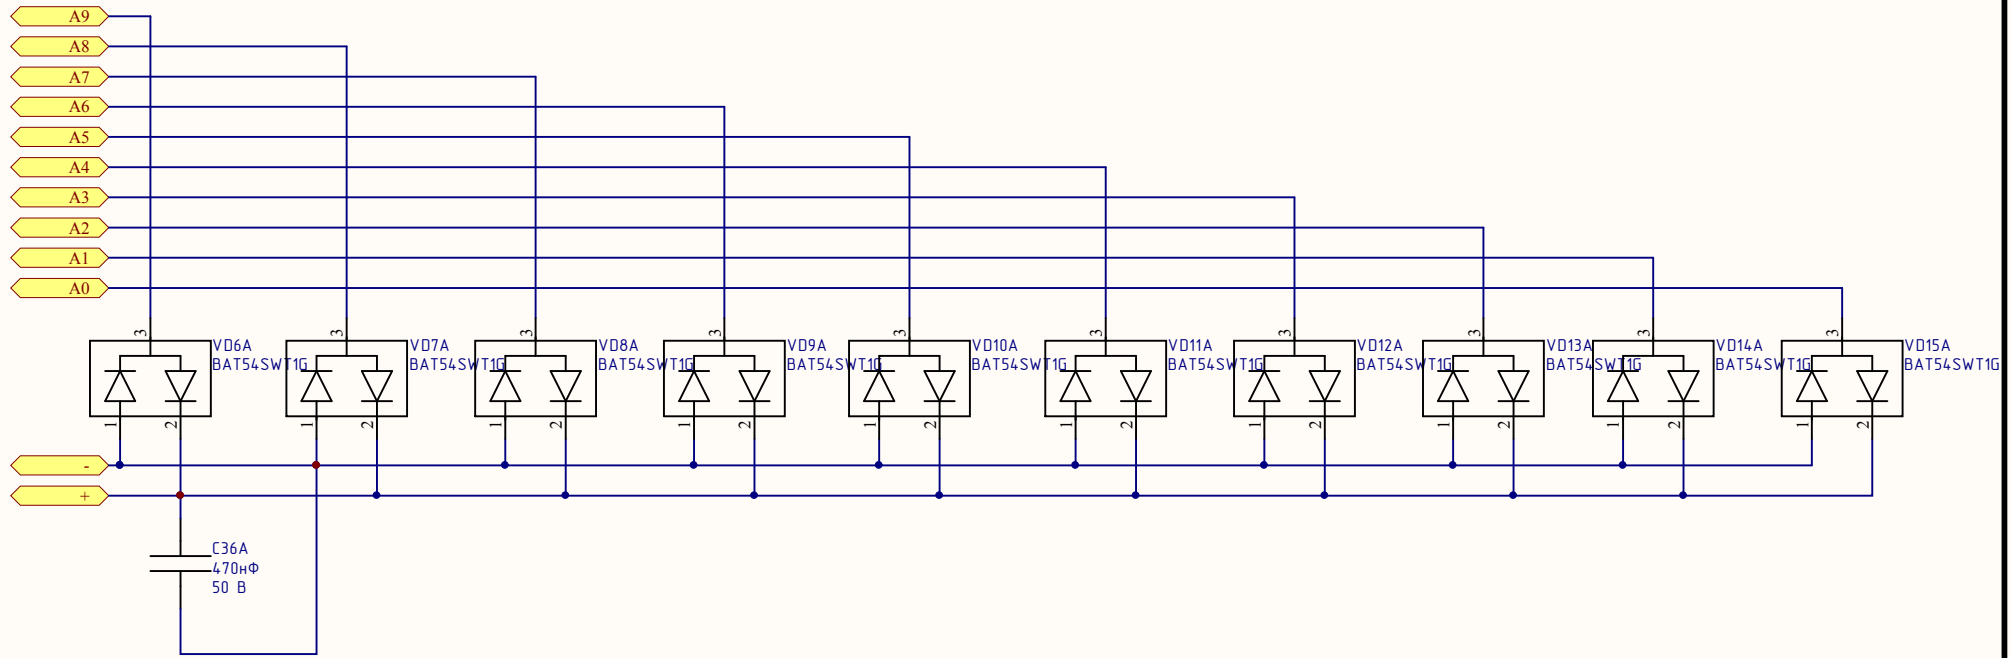 A9
A8
A7
A6
A5
A4
A3
A2
A1
A0
3 3 3 3 3 3 3 3 3 3
VD6A VD7A VD8A VD9A VD10A VD11A VD12A VD13A VD14A VD15A
BAT54SWT1G BAT54SWT1G BAT54SWT1G BAT54SWT1G BAT54SWT1G BAT54SWT1G BAT54SWT1G BAT54SWT1G BAT54SWT1G BAT54SWT1G
1 2 1 2 1 2 1 2 1 2 1 2 1 2 1 2 1 2 1 2
-
+
C36A
470нФ
50 В